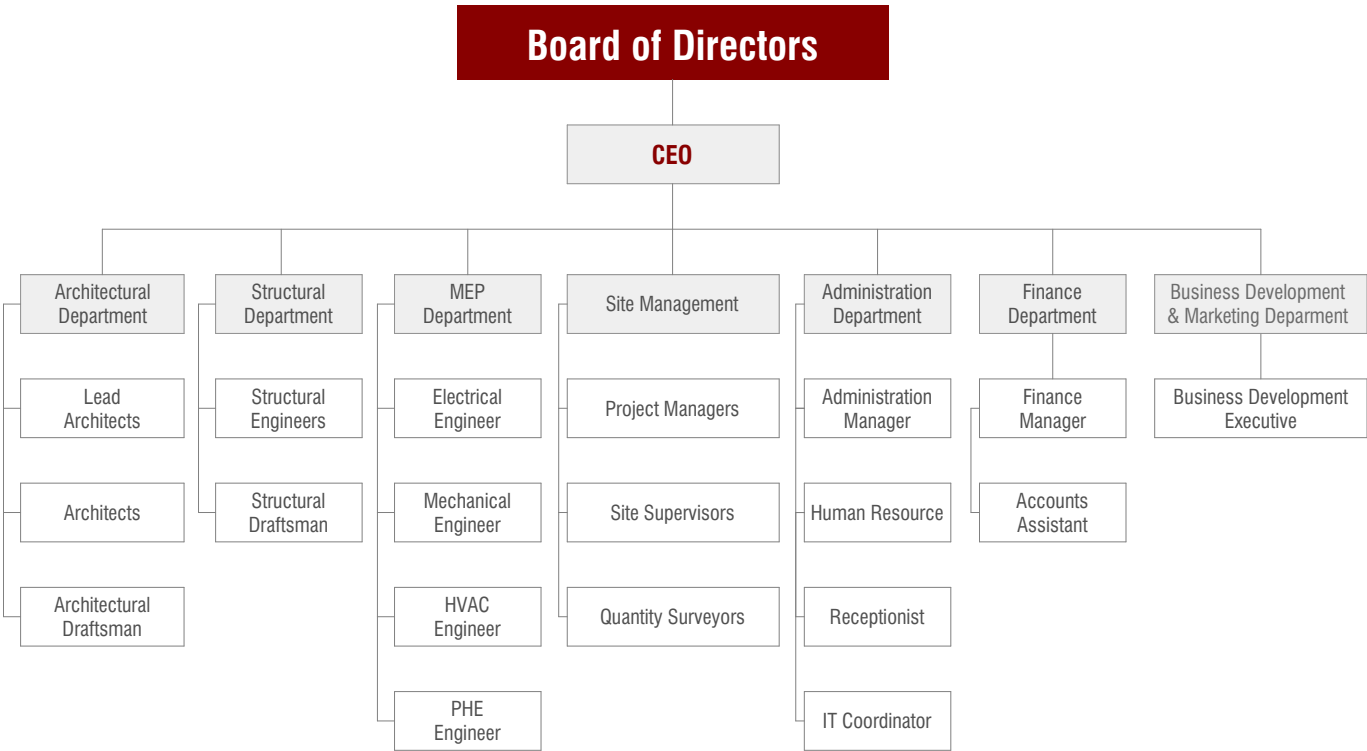 Board of Directors
CEO
Architectural
Department
Structural
Department
MEP
Department
Site Management
Administration
Department
Finance
Department
Business Development
& Marketing Deparment
Lead
Architects
Structural
Engineers
Electrical
Engineer
Project Managers
Administration
Manager
Finance
Manager
Business Development
Executive
Architects
Structural
Draftsman
Mechanical
Engineer
Site Supervisors
Human Resource
Accounts
Assistant
Architectural
Draftsman
HVAC
Engineer
Quantity Surveyors
Receptionist
PHE
Engineer
IT Coordinator